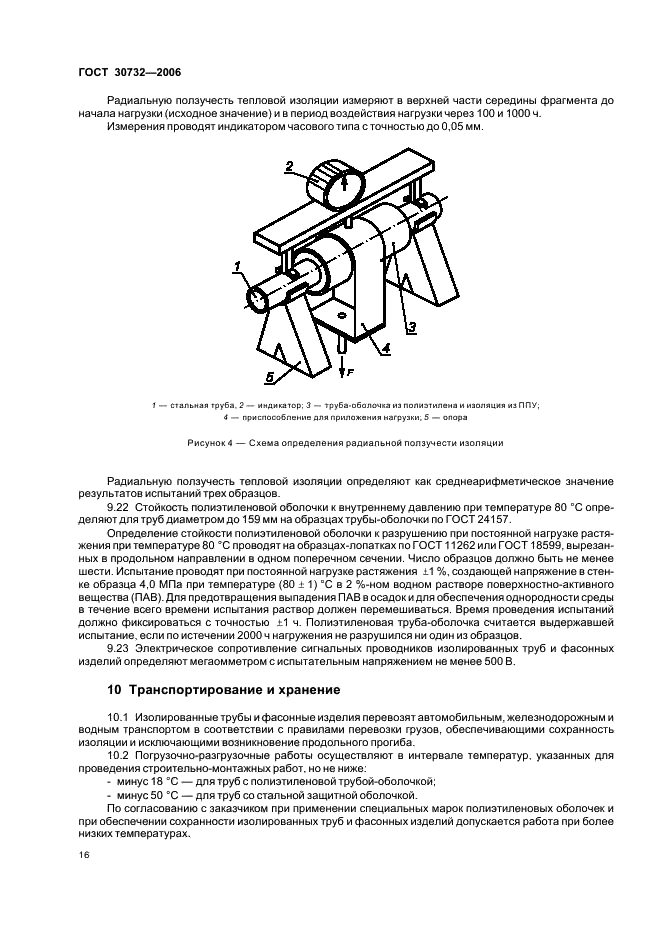 ГОСТ 30732—2006
Радиальную ползучесть тепловой изоляции измеряют в верхней части середины фрагмента до
начала нагрузки (исходное значение) и в период воздействия нагрузки через 100 и 1000 ч.
Измерения проводят индикатором часового типа с точностью до 0,05 мм.
2
1
3
4
5
F
1 — стальная труба, 2 — индикатор; 3 — труба-оболочка из полиэтилена и изоляция из ППУ;
4 — приспособление для приложения нагрузки; 5 — опора
Рисунок 4 — Схема определения радиальной ползучести изоляции
Радиальную ползучесть тепловой изоляции определяют как среднеарифметическое значение
результатов испытаний трех образцов.
9.22 Стойкость полиэтиленовой оболочки к внутреннему давлению при температуре 80 °С опре-
деляют для труб диаметром до 159 мм на образцах трубы-оболочки по ГОСТ 24157.
Определение стойкости полиэтиленовой оболочки к разрушению при постоянной нагрузке растя-
жения при температуре 80 °С проводят на образцах-лопатках по ГОСТ 11262 или ГОСТ 18599, вырезан-
ных в продольном направлении в одном поперечном сечении. Число образцов должно быть не менее
шести. Испытание проводят при постоянной нагрузке растяжения ±1 %, создающей напряжение в стен-
ке образца 4,0 МПа при температуре (80 ± 1) °С в 2 %-ном водном растворе поверхностно-активного
вещества (ПАВ). Для предотвращения выпадения ПАВ в осадок и для обеспечения однородности среды
в течение всего времени испытания раствор должен перемешиваться. Время проведения испытаний
должно фиксироваться с точностью ±1 ч. Полиэтиленовая труба-оболочка считается выдержавшей
испытание, если по истечении 2000 ч нагружения не разрушился ни один из образцов.
9.23 Электрическое сопротивление сигнальных проводников изолированных труб и фасонных
изделий определяют мегаомметром с испытательным напряжением не менее 500 В.
10 Транспортирование и хранение
10.1 Изолированные трубы и фасонные изделия перевозят автомобильным, железнодорожным и
водным транспортом в соответствии с правилами перевозки грузов, обеспечивающими сохранность
изоляции и исключающими возникновение продольного прогиба.
10.2 Погрузочно-разгрузочные работы осуществляют в интервале температур, указанных для
проведения строительно-монтажных работ, но не ниже:
- минус 18 °С — для труб с полиэтиленовой трубой-оболочкой;
- минус 50 °С — для труб со стальной защитной оболочкой.
По согласованию с заказчиком при применении специальных марок полиэтиленовых оболочек и
при обеспечении сохранности изолированных труб и фасонных изделий допускается работа при более
низких температурах.
16